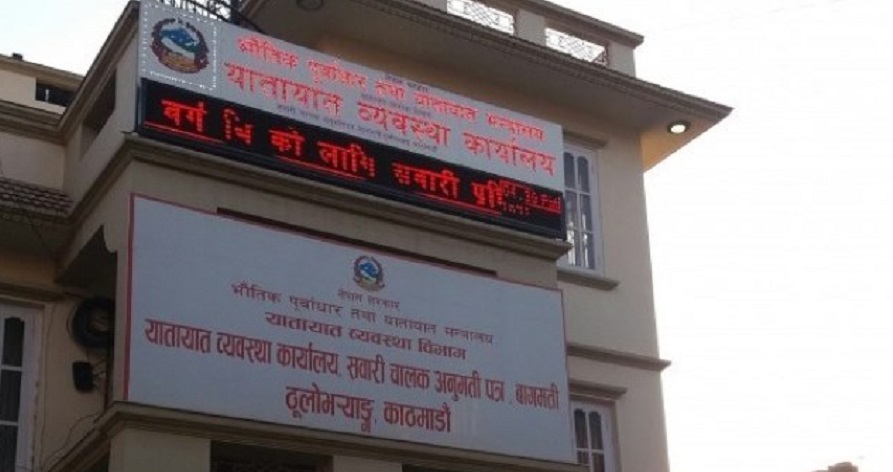 नेपाल सरकार
भौतिक पूर्वाधार तथा यातायात मन्त्रालय
यातायात व्यवस्था कार्यालय
वर्ग बि को लागि सवारी
नेपाल सरकार
भौतिक पूर्वाधार तथा यातायात मन्त्रालय
यातायात व्यवस्था विभाग
यातायात व्यवस्था कार्यालय, सवारी चालक अनुमती पत्र, बागमती
ठूलोभर्‍याङ्ग, काठमाडौं